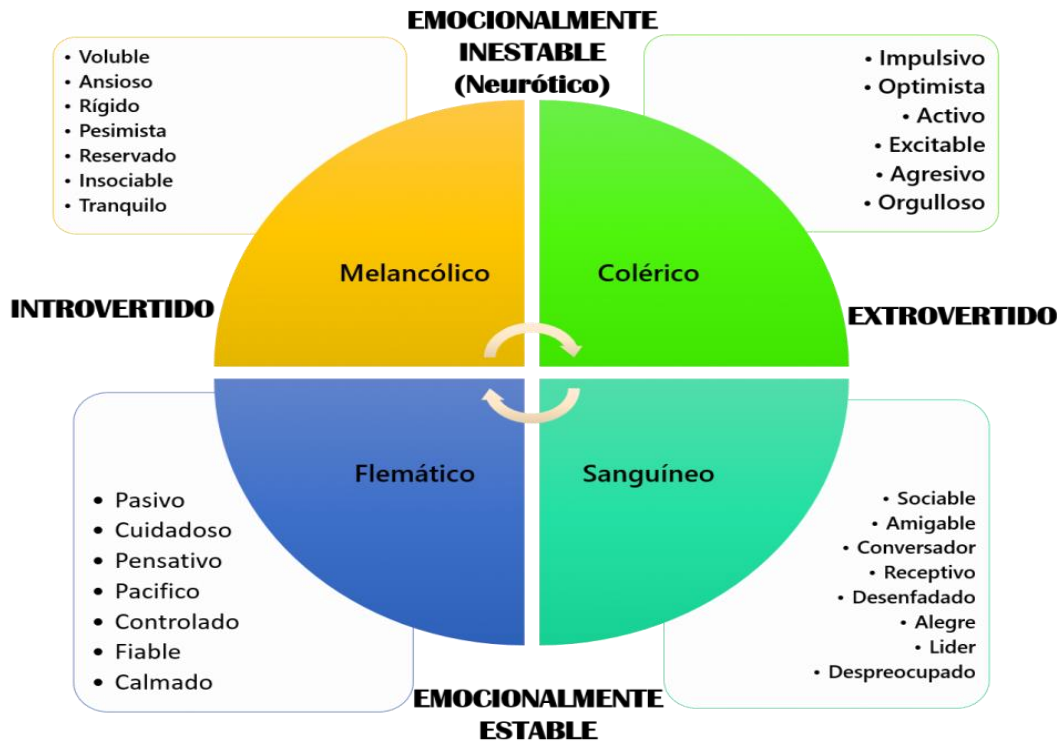 EMOCIONALMENTE
INESTABLE
(Neurótico)
• Voluble
• Ansioso
• Rígido
• Pesimista
• Reservado
• Insociable
• Tranquilo
• Impulsivo
• Optimista
• Activo
• Excitable
• Agresivo
• Orgulloso
Melancólico
Colérico
INTROVERTIDO
EXTROVERTIDO
Flemático
Sanguíneo
• Pasivo
• Cuidadoso
• Pensativo
• Pacifico
• Controlado
• Fiable
• Calmado
• Sociable
• Amigable
• Conversador
• Receptivo
• Desenfadado
• Alegre
• Lider
• Despreocupado
EMOCIONALMENTE
ESTABLE